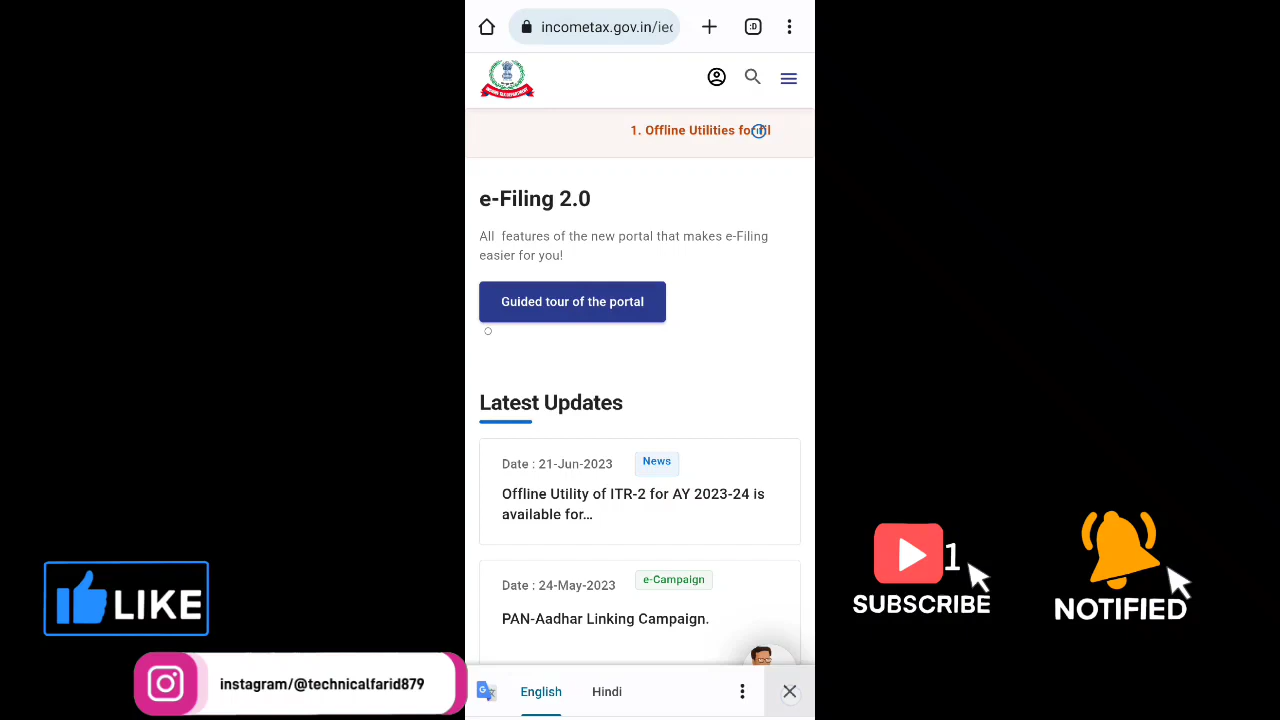 incometax.gov.in/iec
:D
1. Offline Utilities for fil
e-Filing 2.0
All features of the new portal that makes e-Filing
easier for you!
Guided tour of the portal
Latest Updates
Date : 21-Jun-2023
News
Offline Utility of ITR-2 for AY 2023-24 is
available for...
Date : 24-May-2023
e-Campaign
PAN-Aadhar Linking Campaign.
English
Hindi
LIKE
instagram/@technicalfarid879
1
SUBSCRIBE
NOTIFIED